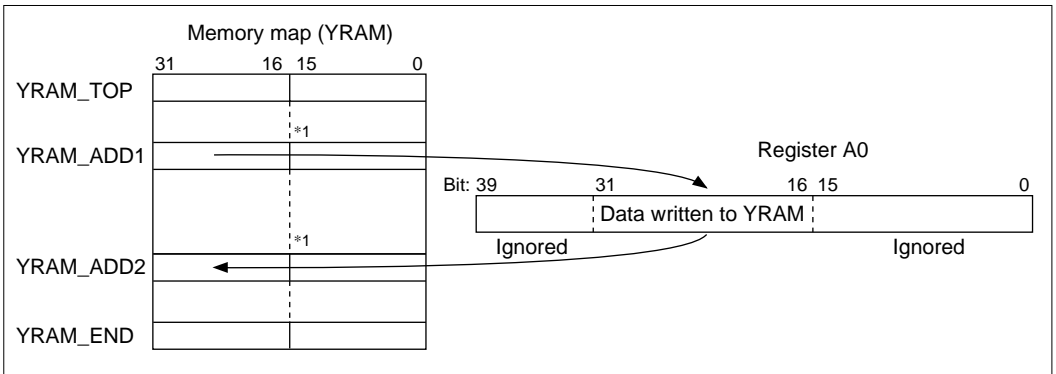 Memory map (YRAM)
31 16 15 0
YRAM_TOP
*1
YRAM_ADD1
Register A0
Bit: 39 31 16 15 0
Data written to YRAM
Ignored Ignored
*1
YRAM_ADD2
YRAM_END